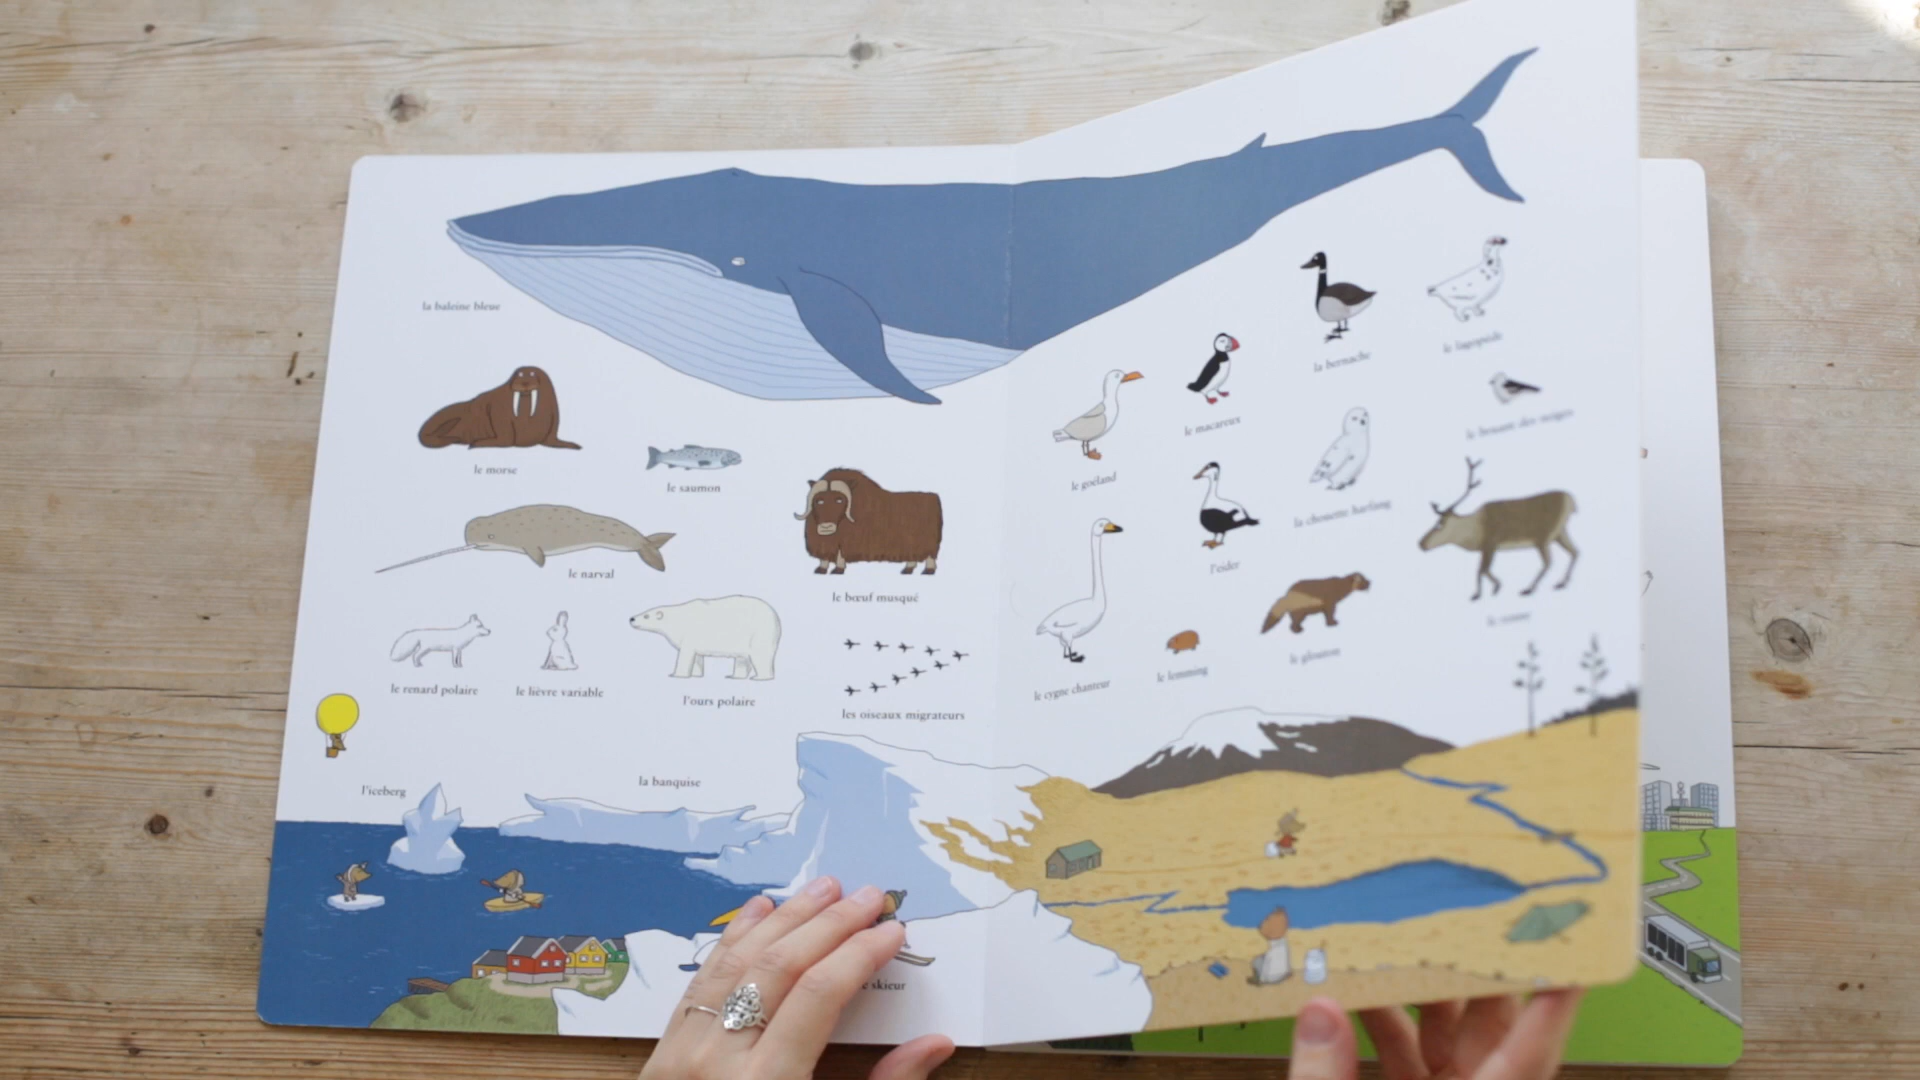 la baleine bleue
le morse
le saumon
le narval
le bœuf musqué
le renard polaire
le lièvre variable
l'ours polaire
les oiseaux migrateurs
l'iceberg
la banquise
skieur
la bernache
le lagopède
le macareux
le goéland
le bruant des neiges
la chouette harfang
l'eider
le renne
le glouton
le lemming
le cygne chanteur